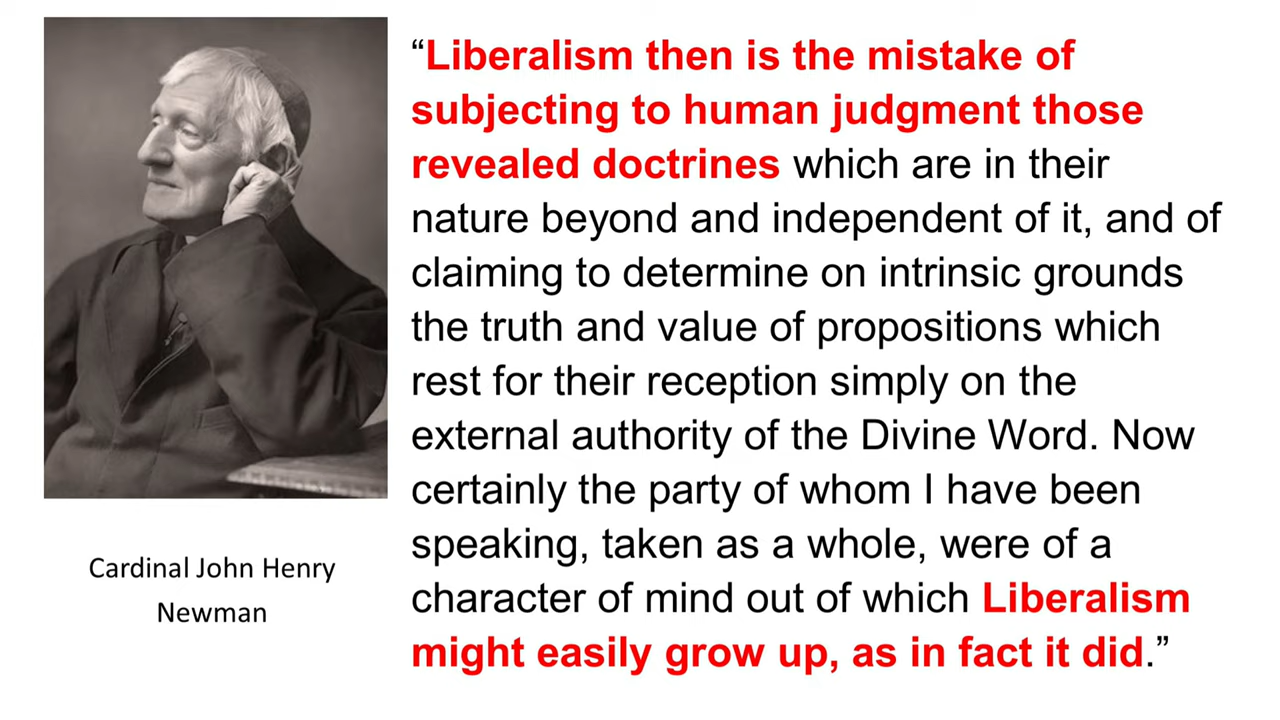 “Liberalism then is the mistake of
subjecting to human judgment those
revealed doctrines which are in their
nature beyond and independent of it, and of
claiming to determine on intrinsic grounds
the truth and value of propositions which
rest for their reception simply on the
external authority of the Divine Word. Now
certainly the party of whom I have been
speaking, taken as a whole, were of a
character of mind out of which Liberalism
might easily grow up, as in fact it did.”
Cardinal John Henry
Newman